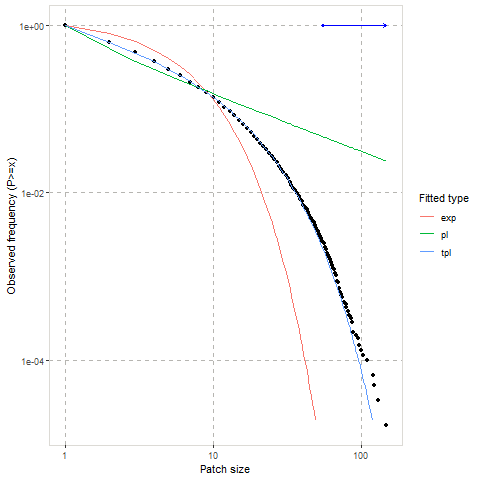 1e+00
1e-02
1e-04
Observed frequency (P>=x)
1
10
100
Patch size
Fitted type
exp
pl
tpl